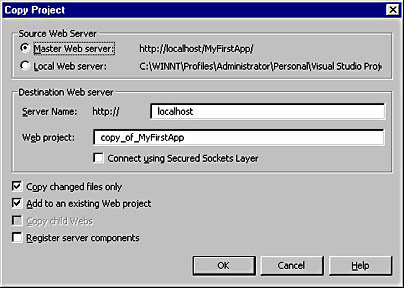 Copy Project
Source Web Server
Master Web server: http://localhost/MyFirstApp/
Local Web server: C:\WINNT\Profiles\Administrator\Personal\Visual Studio Proje
Destination Web server
Server Name: http:// localhost
Web project: copy_of_MyFirstApp
Connect using Secured Sockets Layer
Copy changed files only
Add to an existing Web project
Copy child Webs
Register server components
OK Cancel Help